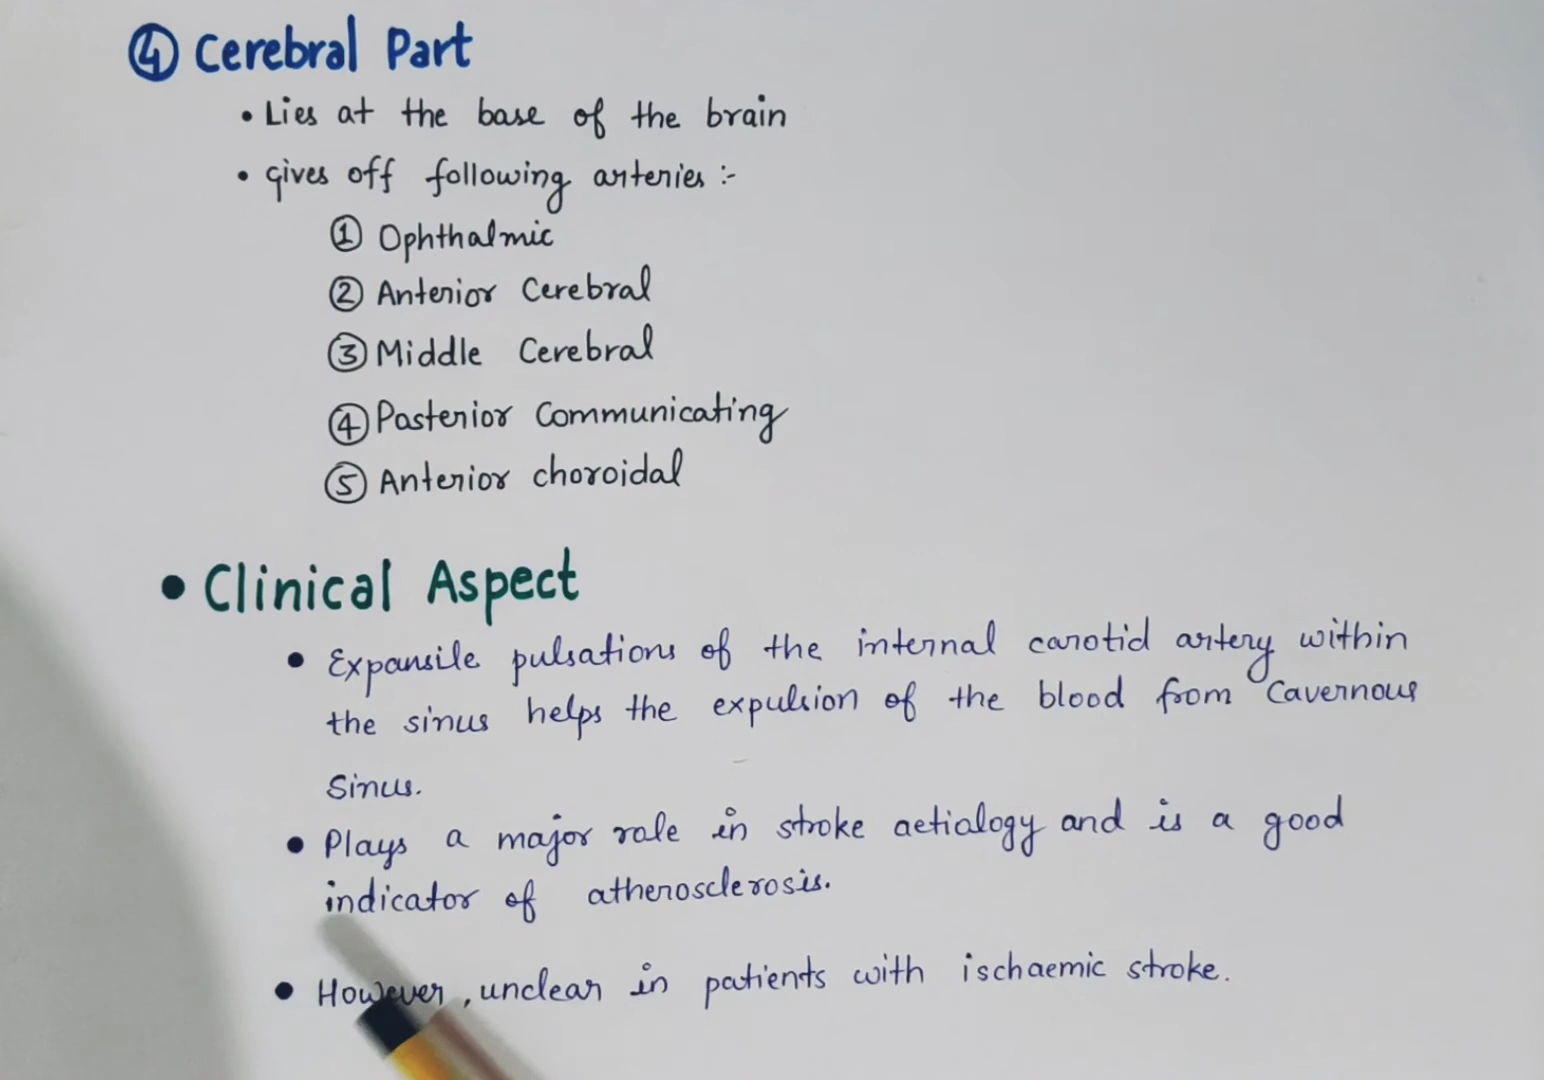 ④ Cerebral Part
• Lies at the base of the brain
• gives off following arteries :-
① Ophthalmic
② Anterior Cerebral
③ Middle Cerebral
④ Posterior Communicating
⑤ Anterior choroidal
• Clinical Aspect
• Expansile pulsations of the internal carotid artery within
the sinus helps the expulsion of the blood from Cavernous
Sinus.
• Plays a major role in stroke aetialogy and is a good
indicator of atherosclerosis.
• However, unclear in patients with ischaemic stroke.